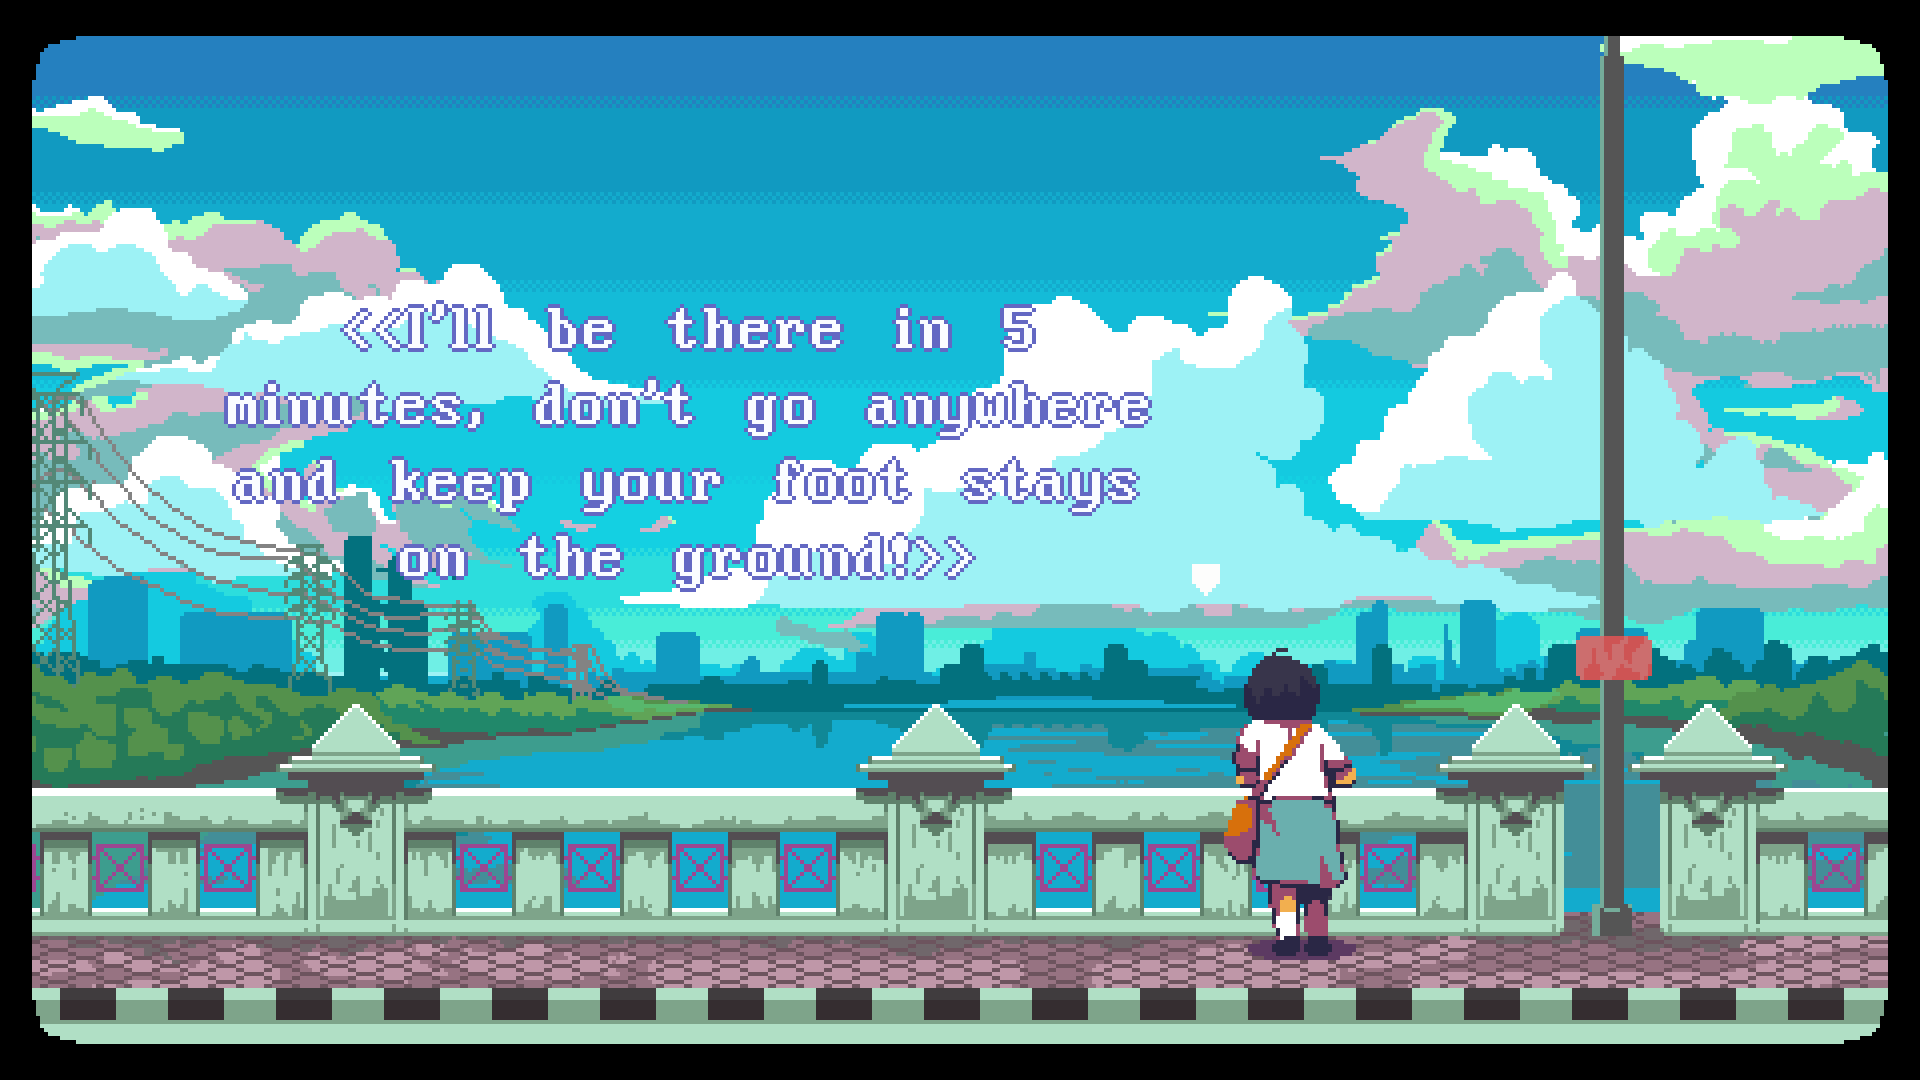 <<I'll be there in 5
minutes, don't go anywhere
and keep your foot stays
on the ground!>>